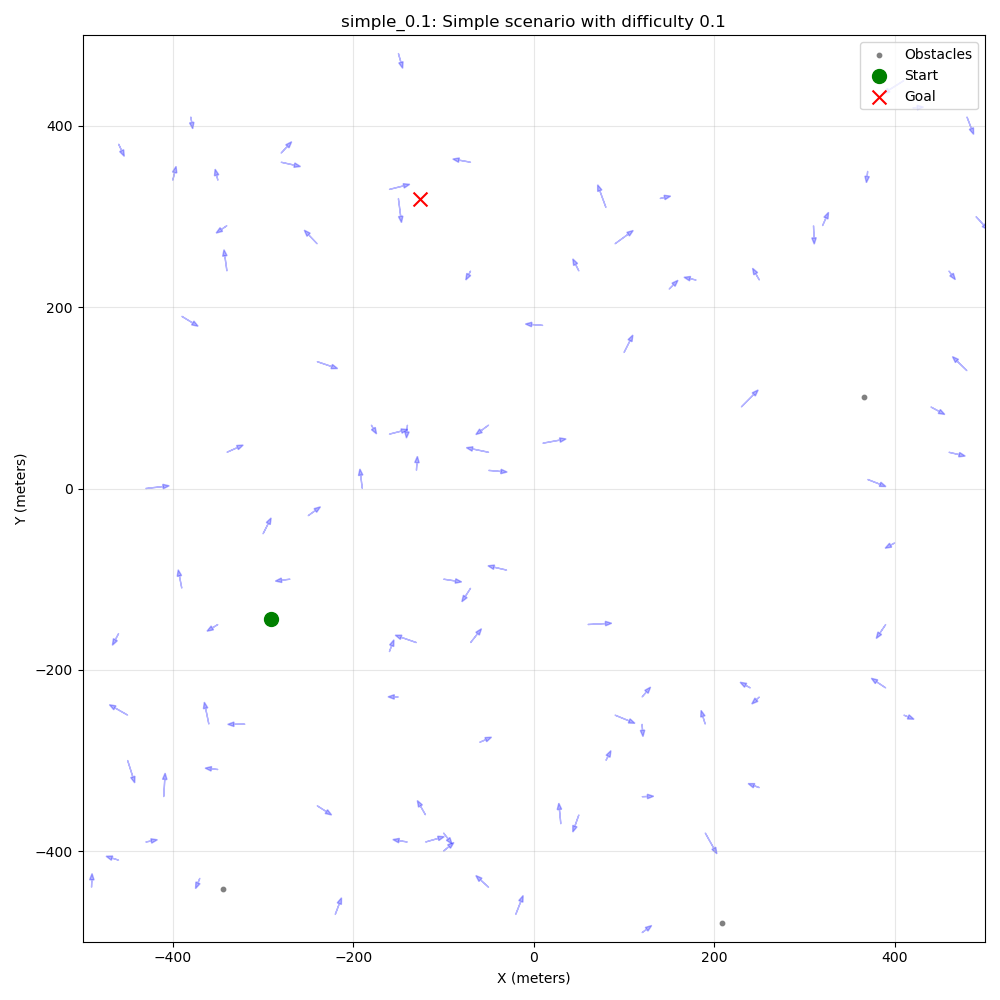 simple_0.1: Simple scenario with difficulty 0.1
Obstacles
Start
Goal
400
200
0
−200
−400
Y (meters)
−400
−200
0
200
400
X (meters)